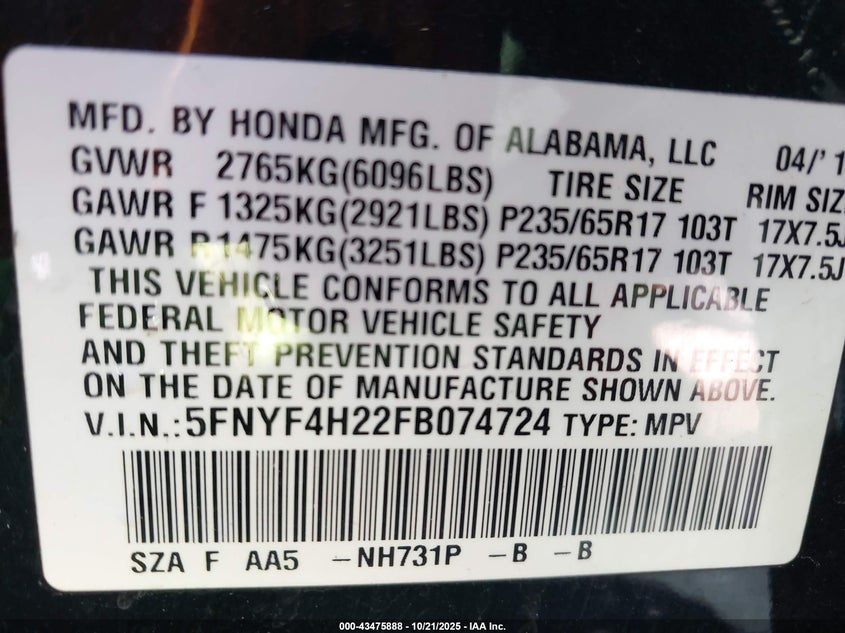 MFD. BY HONDA MFG. OF ALABAMA, LLC 04/'1
GVWR 2765KG(6096LBS) TIRE SIZE RIM SIZ
GAWR F 1325KG(2921LBS) P235/65R17 103T 17X7.5J
GAWR R1475KG(3251LBS) P235/65R17 103T 17X7.5J
THIS VEHICLE CONFORMS TO ALL APPLICABLE
FEDERAL MOTOR VEHICLE SAFETY
AND THEFT PREVENTION STANDARDS IN EFFECT
ON THE DATE OF MANUFACTURE SHOWN ABOVE.
V.I.N.:5FNYF4H22FB074724 TYPE: MPV
SZA F AA5 -NH731P -B -B
000-43475888 | 10/21/2025 - IAA Inc.